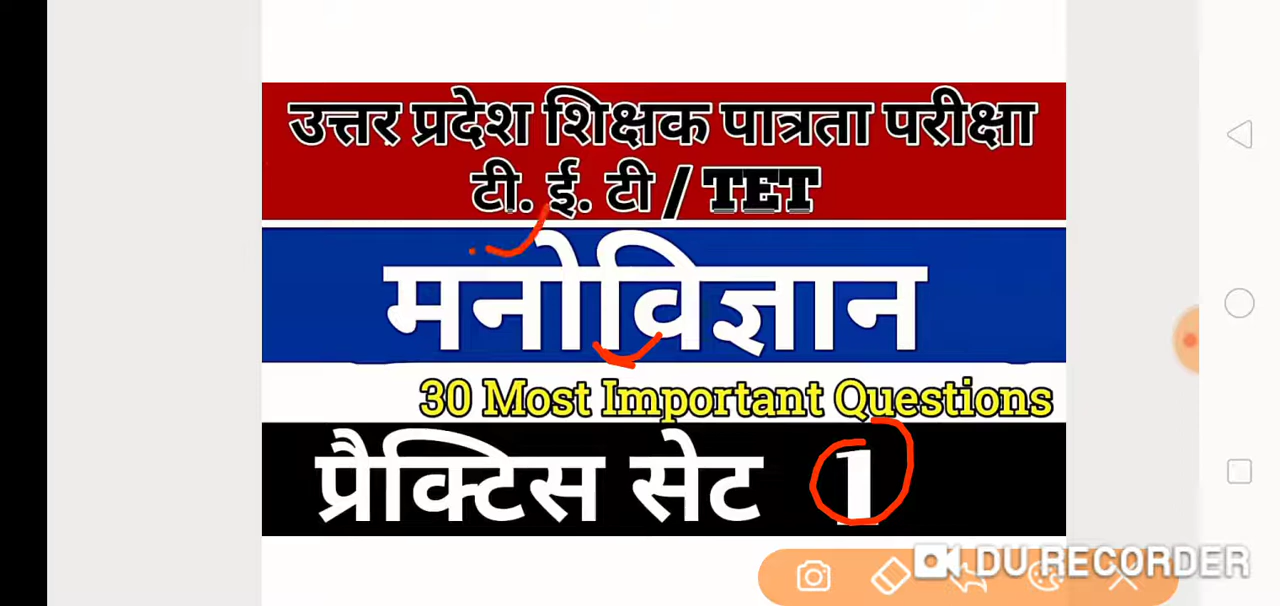 उत्तर प्रदेश शिक्षक पात्रता परीक्षा
टी. ई. टी / TET
मनोविज्ञान
30 Most Important Questions
प्रैक्टिस सेट 1
DU RECORDER